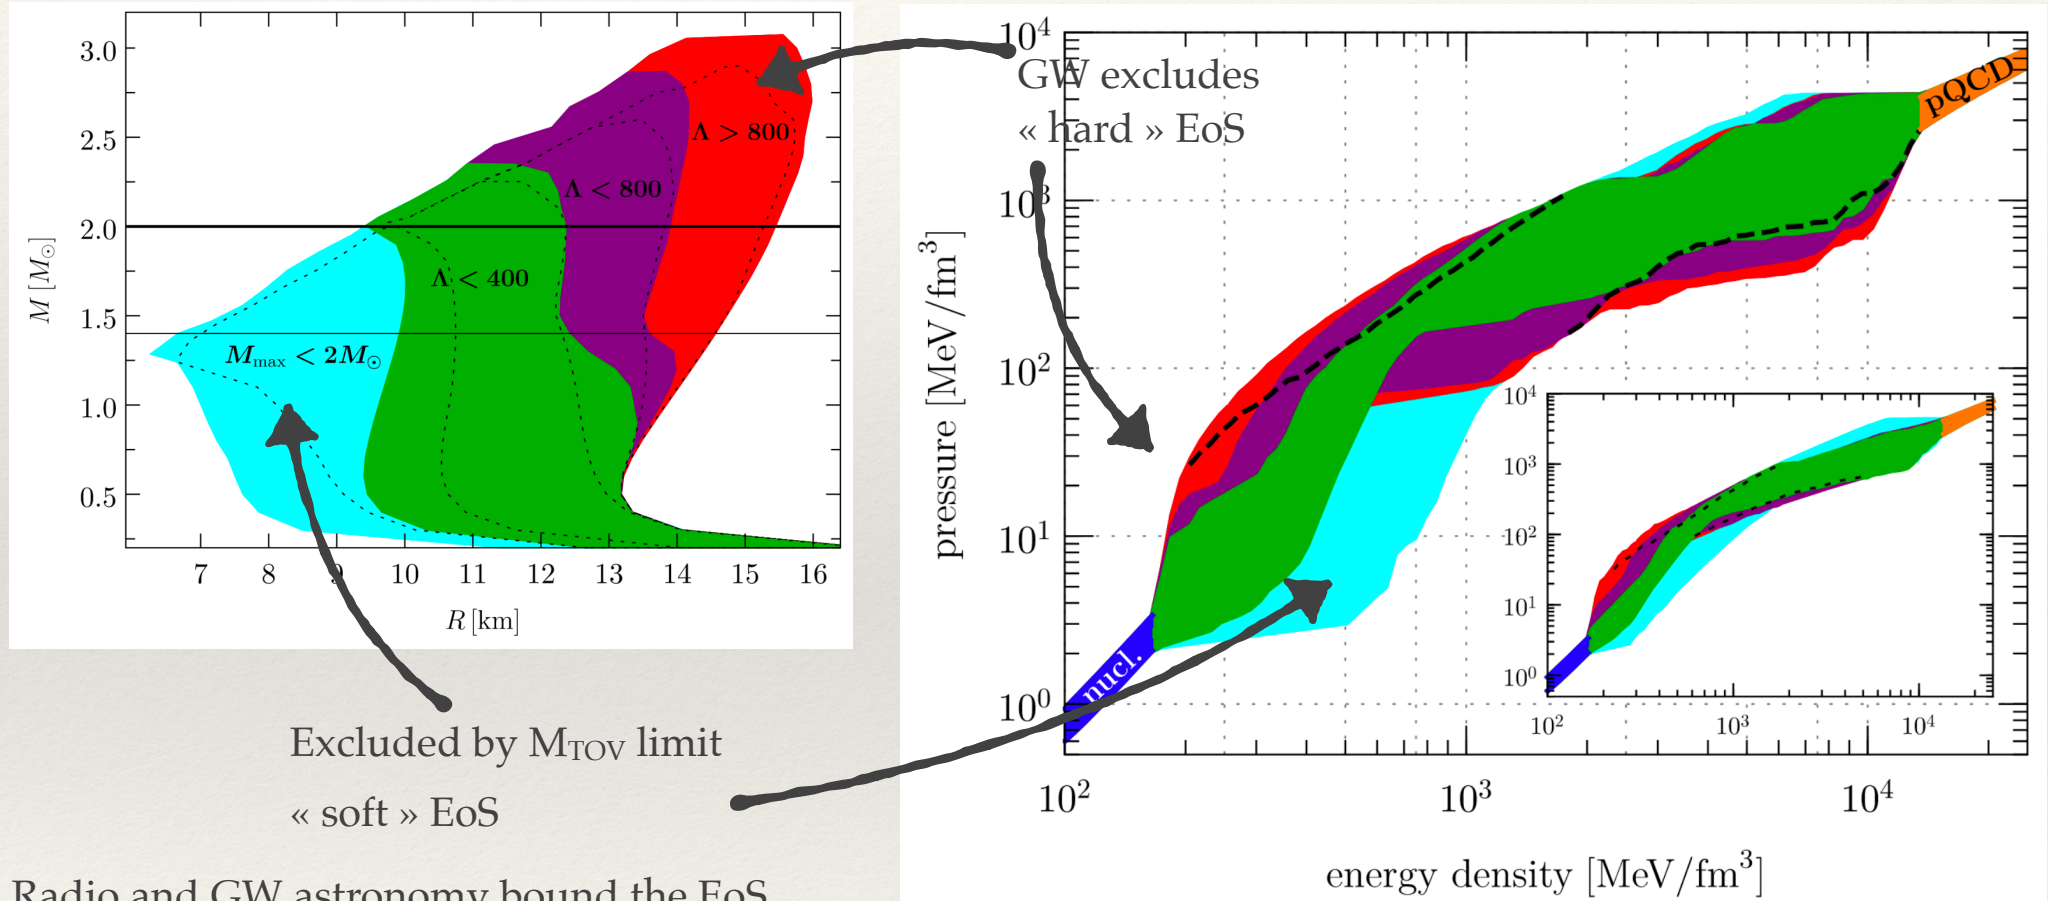 3.0
2.5
2.0
1.5
1.0
0.5
M [M⊙]
7 8 9 10 11 12 13 14 15 16
R [km]
Λ > 800
Λ < 800
Λ < 400
Mmax < 2M⊙
GW excludes
« hard » EoS
10⁴
10³
10²
10¹
10⁰
pressure [MeV/fm³]
pQCD
nucl.
10⁴
10³
10²
10¹
10⁰
10² 10³ 10⁴
10² 10³ 10⁴
energy density [MeV/fm³]
Excluded by MTOV limit
« soft » EoS
Radio and GW astronomy bound the EoS